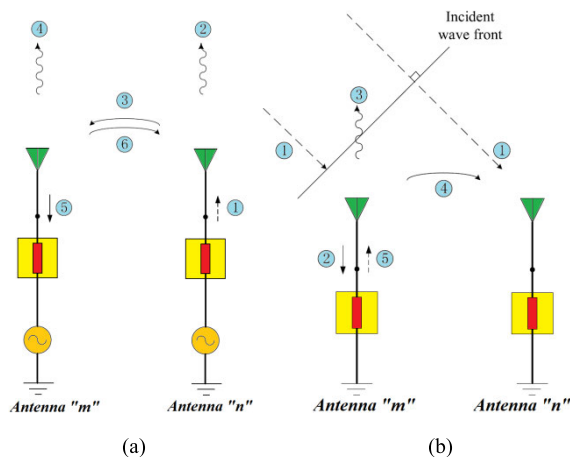 ④
②
③
⑥
⑤
①
Antenna "m"
Antenna "n"
(a)
Incident
wave front
③
①
①
④
②
⑤
Antenna "m"
Antenna "n"
(b)